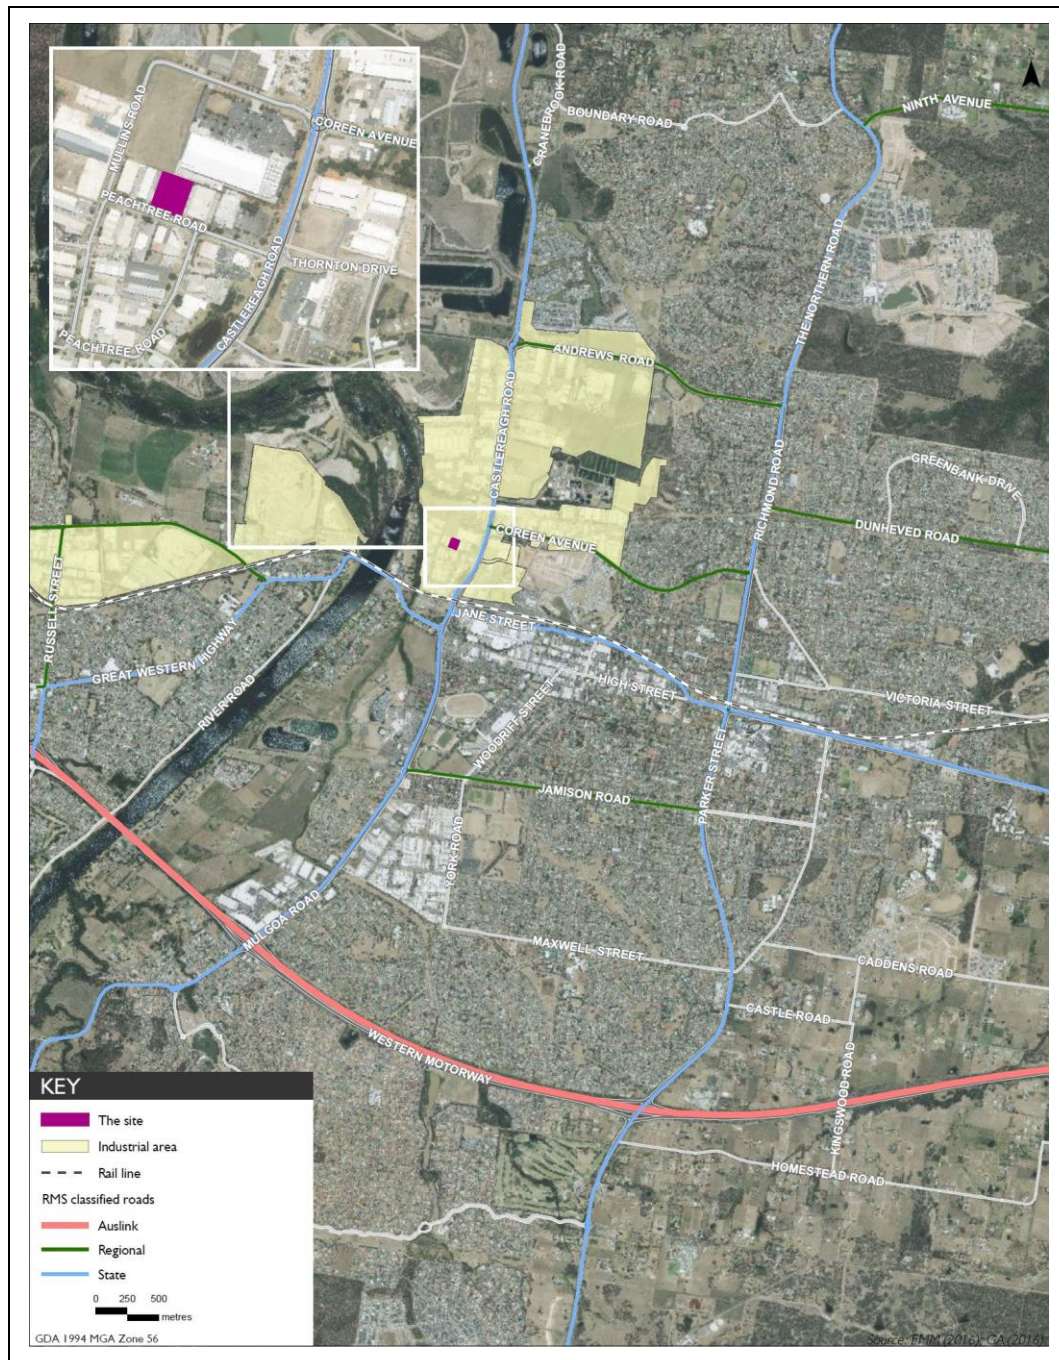 CRANEBROOK ROAD
BOUNDARY ROAD
NINTH AVENUE
MULLINS ROAD
COREEN AVENUE
PEACHTREE ROAD
THORNTON DRIVE
CASTLEREAGH ROAD
PEACHTREE ROAD
THE NORTHERN ROAD
ANDREWS ROAD
CASTLEREAGH ROAD
GREENBANK DRIVE
RICHMOND ROAD
DUNHEVED ROAD
COREEN AVENUE
RUSSELL STREET
JANE STREET
GREAT WESTERN HIGHWAY
RIVER ROAD
HIGH STREET
VICTORIA STREET
WOODRIFF STREET
PARKER STREET
JAMISON ROAD
YORK ROAD
MULGOA ROAD
MAXWELL STREET
CADDENS ROAD
CASTLE ROAD
WESTERN MOTORWAY
KINGSWOOD ROAD
HOMESTEAD ROAD
KEY
The site
Industrial area
Rail line
RMS classified roads
Auslink
Regional
State
0 250 500
metres
GDA 1994 MGA Zone 56
Source: EMM (2016); GA (2016)